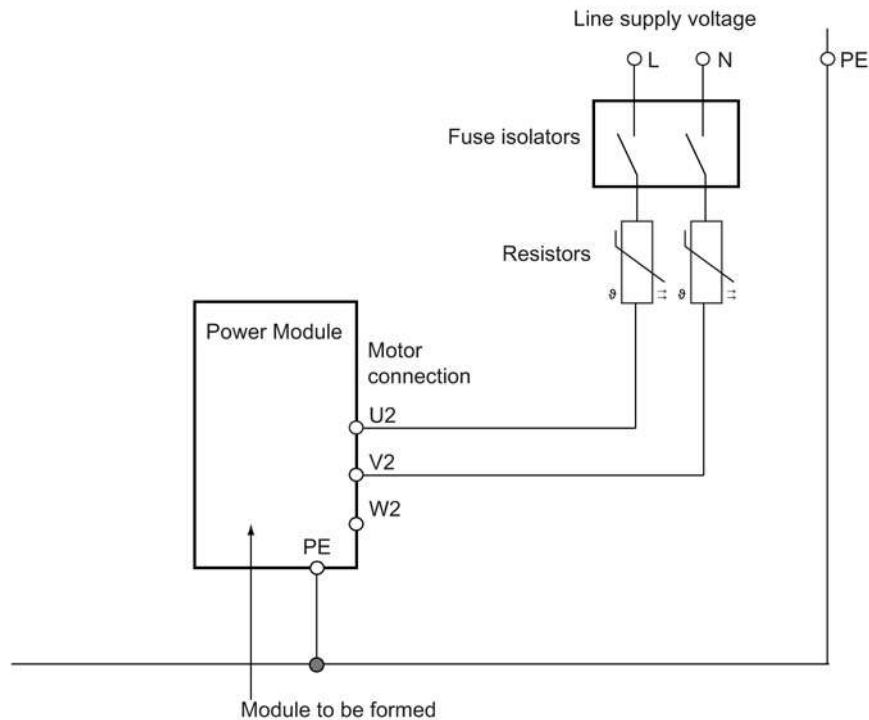 Line supply voltage
L
N
PE
Fuse isolators
Resistors
ϑ
ϑ
Power Module
Motor
connection
U2
V2
W2
PE
Module to be formed